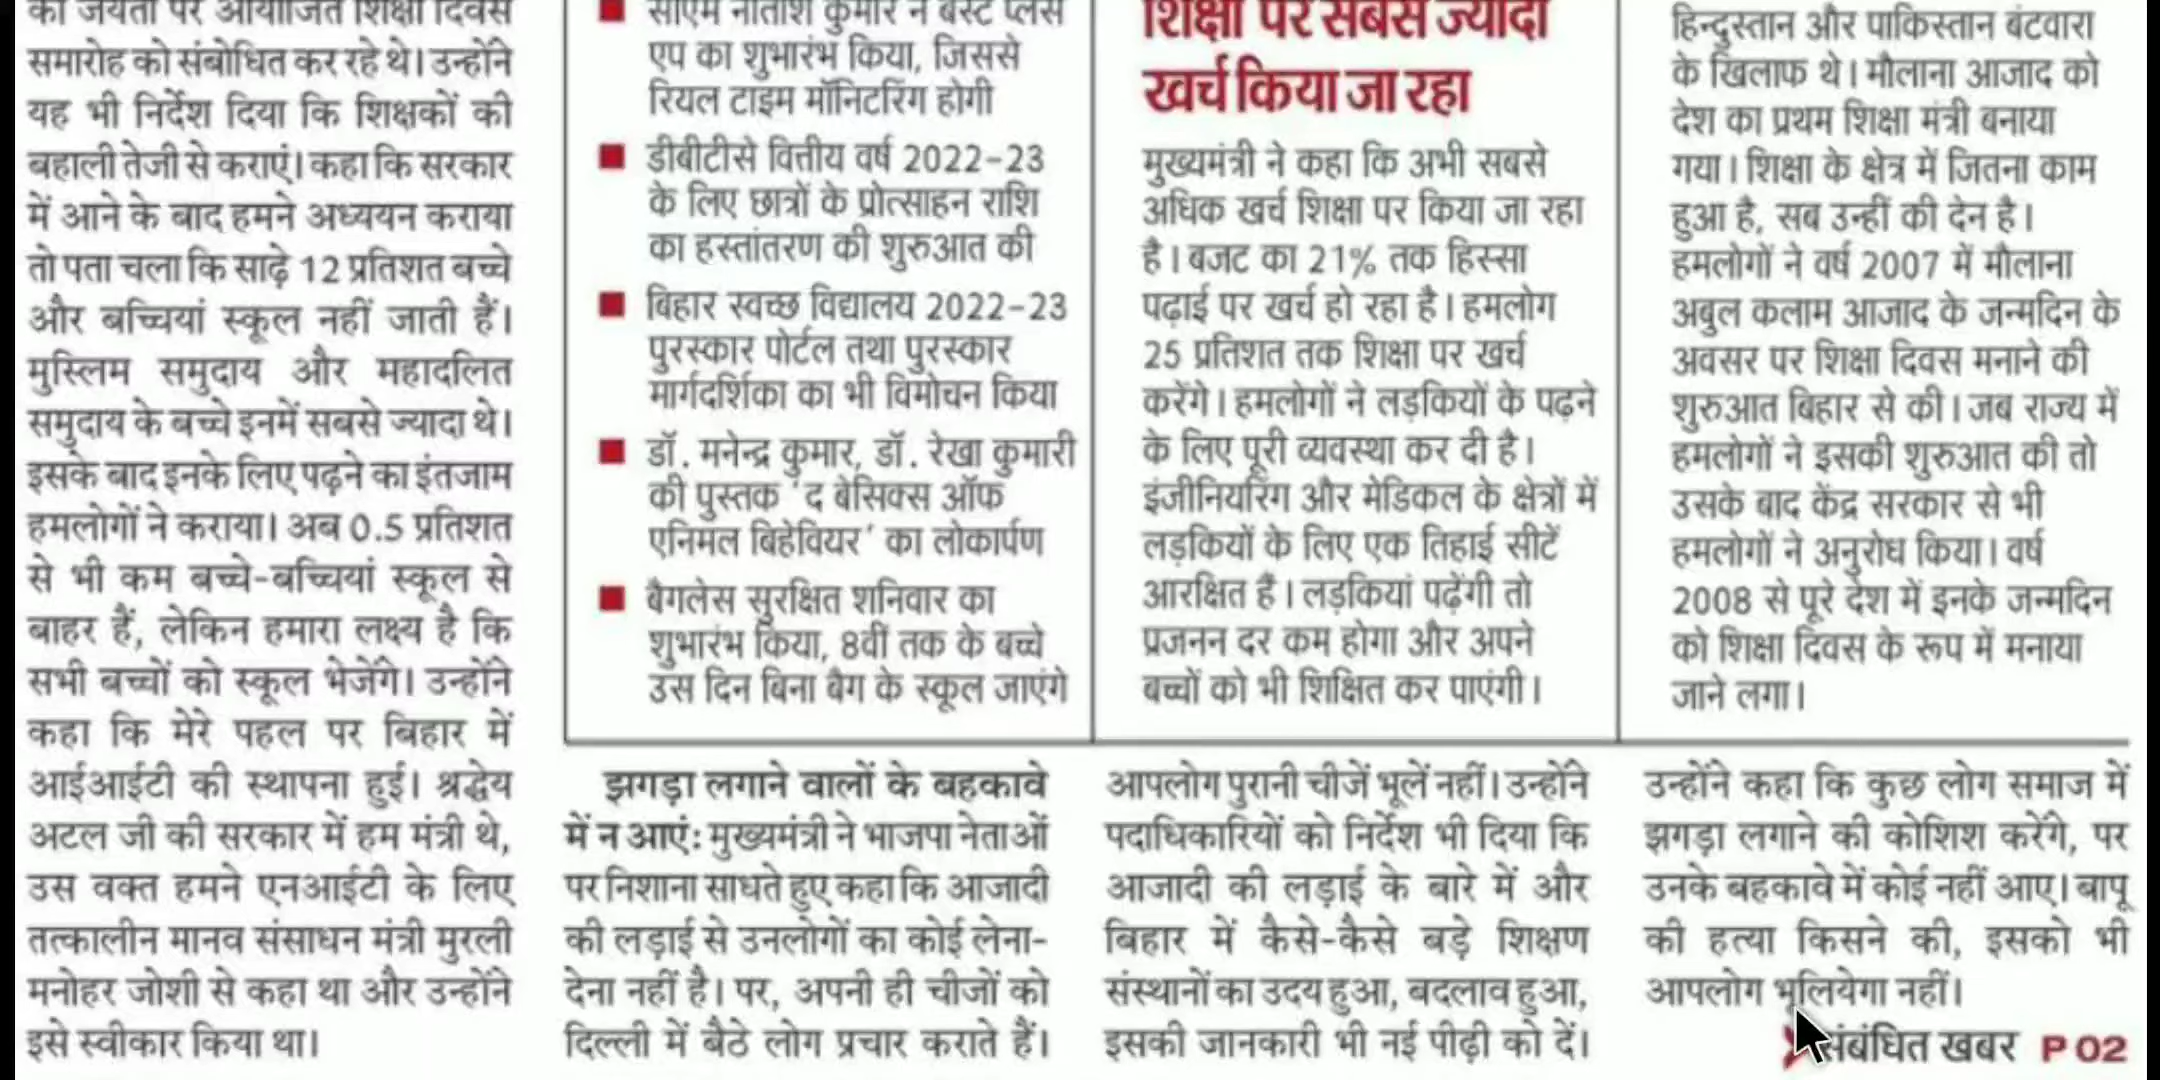 की जयंती पर आयोजित शिक्षा दिवस
समारोह को संबोधित कर रहे थे। उन्होंने
यह भी निर्देश दिया कि शिक्षकों की
बहाली तेजी से कराएं। कहा कि सरकार
में आने के बाद हमने अध्ययन कराया
तो पता चला कि साढ़े 12 प्रतिशत बच्चे
और बच्चियां स्कूल नहीं जाती हैं।
मुस्लिम समुदाय और महादलित
समुदाय के बच्चे इनमें सबसे ज्यादा थे।
इसके बाद इनके लिए पढ़ने का इंतजाम
हमलोगों ने कराया। अब 0.5 प्रतिशत
से भी कम बच्चे-बच्चियां स्कूल से
बाहर हैं, लेकिन हमारा लक्ष्य है कि
सभी बच्चों को स्कूल भेजेंगे। उन्होंने
कहा कि मेरे पहल पर बिहार में
आईआईटी की स्थापना हुई। श्रद्धेय
अटल जी की सरकार में हम मंत्री थे,
उस वक्त हमने एनआईटी के लिए
तत्कालीन मानव संसाधन मंत्री मुरली
मनोहर जोशी से कहा था और उन्होंने
इसे स्वीकार किया था।
सीएम नीतीश कुमार ने बेस्ट प्लस
एप का शुभारंभ किया, जिससे
रियल टाइम मॉनिटरिंग होगी
डीबीटीसे वित्तीय वर्ष 2022-23
के लिए छात्रों के प्रोत्साहन राशि
का हस्तांतरण की शुरुआत की
बिहार स्वच्छ विद्यालय 2022-23
पुरस्कार पोर्टल तथा पुरस्कार
मार्गदर्शिका का भी विमोचन किया
डॉ. मनेन्द्र कुमार, डॉ. रेखा कुमारी
की पुस्तक 'द बेसिक्स ऑफ
एनिमल बिहेवियर' का लोकार्पण
बैगलेस सुरक्षित शनिवार का
शुभारंभ किया, 8वीं तक के बच्चे
उस दिन बिना बैग के स्कूल जाएंगे
शिक्षा पर सबसे ज्यादा
खर्च किया जा रहा
मुख्यमंत्री ने कहा कि अभी सबसे
अधिक खर्च शिक्षा पर किया जा रहा
है। बजट का 21% तक हिस्सा
पढ़ाई पर खर्च हो रहा है। हमलोग
25 प्रतिशत तक शिक्षा पर खर्च
करेंगे। हमलोगों ने लड़कियों के पढ़ने
के लिए पूरी व्यवस्था कर दी है।
इंजीनियरिंग और मेडिकल के क्षेत्रों में
लड़कियों के लिए एक तिहाई सीटें
आरक्षित हैं। लड़कियां पढ़ेंगी तो
प्रजनन दर कम होगा और अपने
बच्चों को भी शिक्षित कर पाएंगी।
हिन्दुस्तान और पाकिस्तान बंटवारा
के खिलाफ थे। मौलाना आजाद को
देश का प्रथम शिक्षा मंत्री बनाया
गया। शिक्षा के क्षेत्र में जितना काम
हुआ है, सब उन्हीं की देन है।
हमलोगों ने वर्ष 2007 में मौलाना
अबुल कलाम आजाद के जन्मदिन के
अवसर पर शिक्षा दिवस मनाने की
शुरुआत बिहार से की। जब राज्य में
हमलोगों ने इसकी शुरुआत की तो
उसके बाद केंद्र सरकार से भी
हमलोगों ने अनुरोध किया। वर्ष
2008 से पूरे देश में इनके जन्मदिन
को शिक्षा दिवस के रूप में मनाया
जाने लगा।
झगड़ा लगाने वालों के बहकावे
में न आएं: मुख्यमंत्री ने भाजपा नेताओं
पर निशाना साधते हुए कहा कि आजादी
की लड़ाई से उनलोगों का कोई लेना-
देना नहीं है। पर, अपनी ही चीजों को
दिल्ली में बैठे लोग प्रचार कराते हैं।
आपलोग पुरानी चीजें भूलें नहीं। उन्होंने
पदाधिकारियों को निर्देश भी दिया कि
आजादी की लड़ाई के बारे में और
बिहार में कैसे-कैसे बड़े शिक्षण
संस्थानों का उदय हुआ, बदलाव हुआ,
इसकी जानकारी भी नई पीढ़ी को दें।
उन्होंने कहा कि कुछ लोग समाज में
झगड़ा लगाने की कोशिश करेंगे, पर
उनके बहकावे में कोई नहीं आए। बापू
की हत्या किसने की, इसको भी
आपलोग भूलियेगा नहीं।
संबंधित खबर P 02